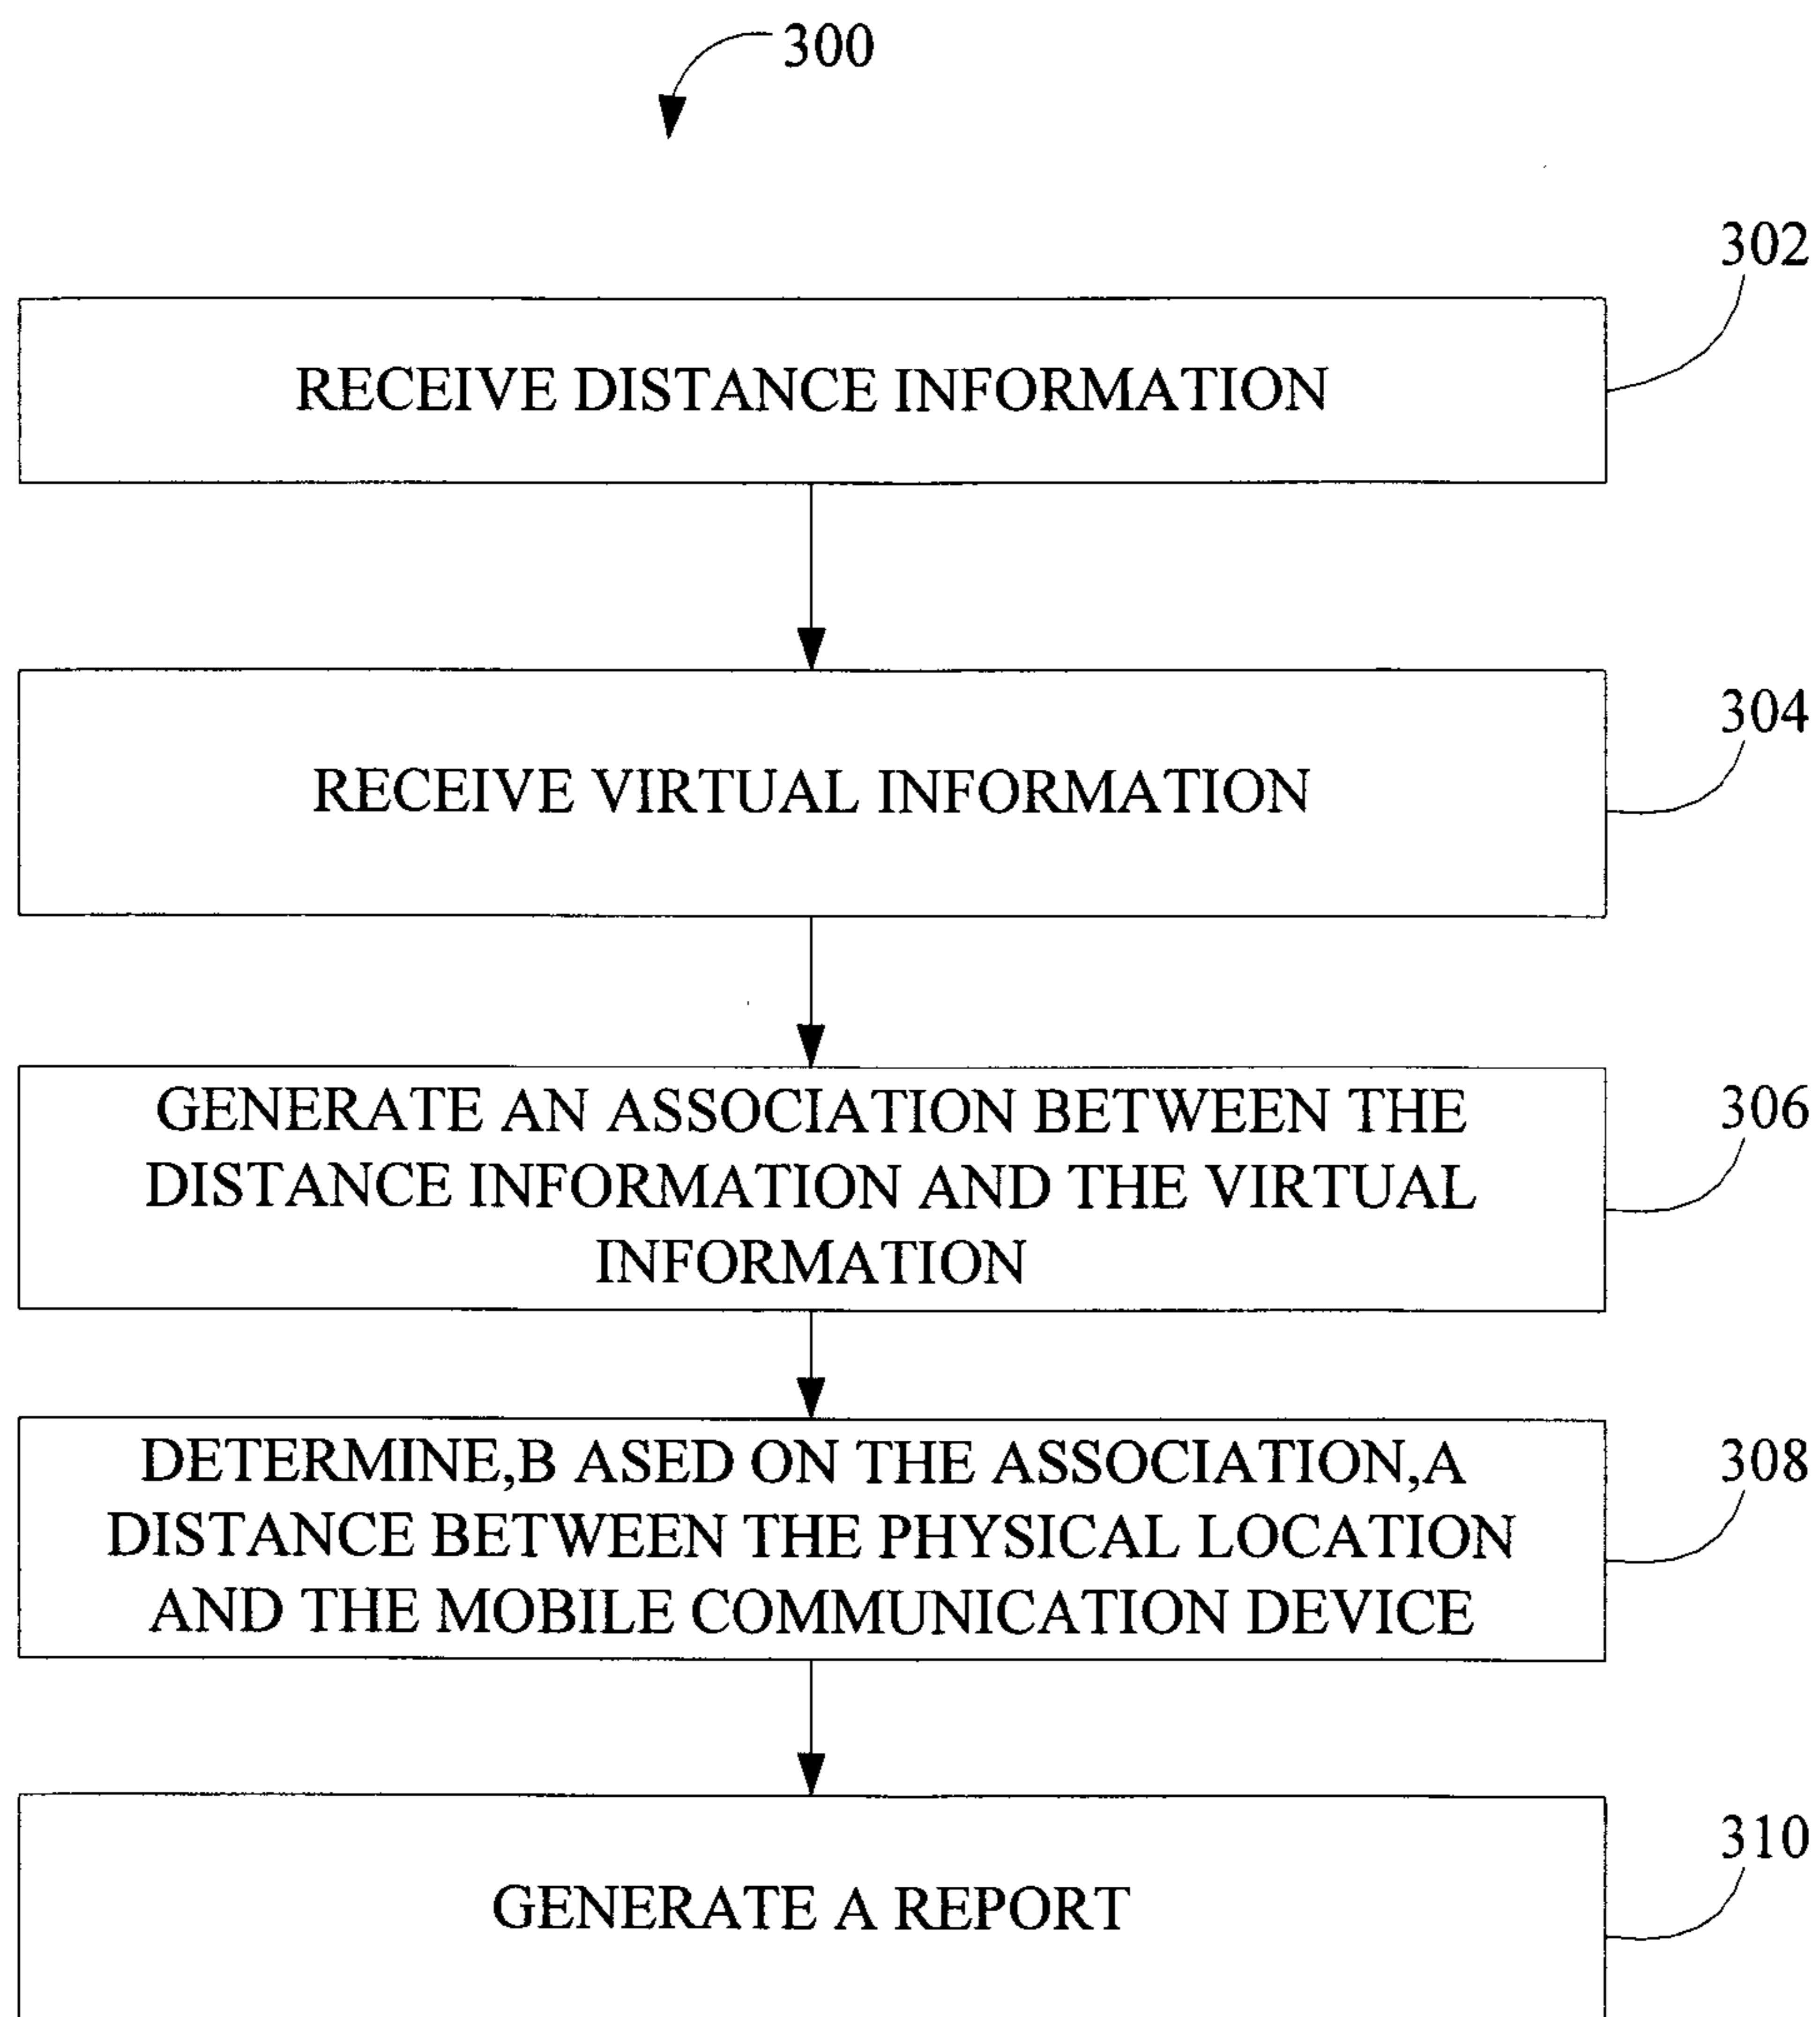 300
302
RECEIVE DISTANCE INFORMATION
304
RECEIVE VIRTUAL INFORMATION
306
GENERATE AN ASSOCIATION BETWEEN THE
DISTANCE INFORMATION AND THE VIRTUAL
INFORMATION
308
DETERMINE,B ASED ON THE ASSOCIATION,A
DISTANCE BETWEEN THE PHYSICAL LOCATION
AND THE MOBILE COMMUNICATION DEVICE
310
GENERATE A REPORT